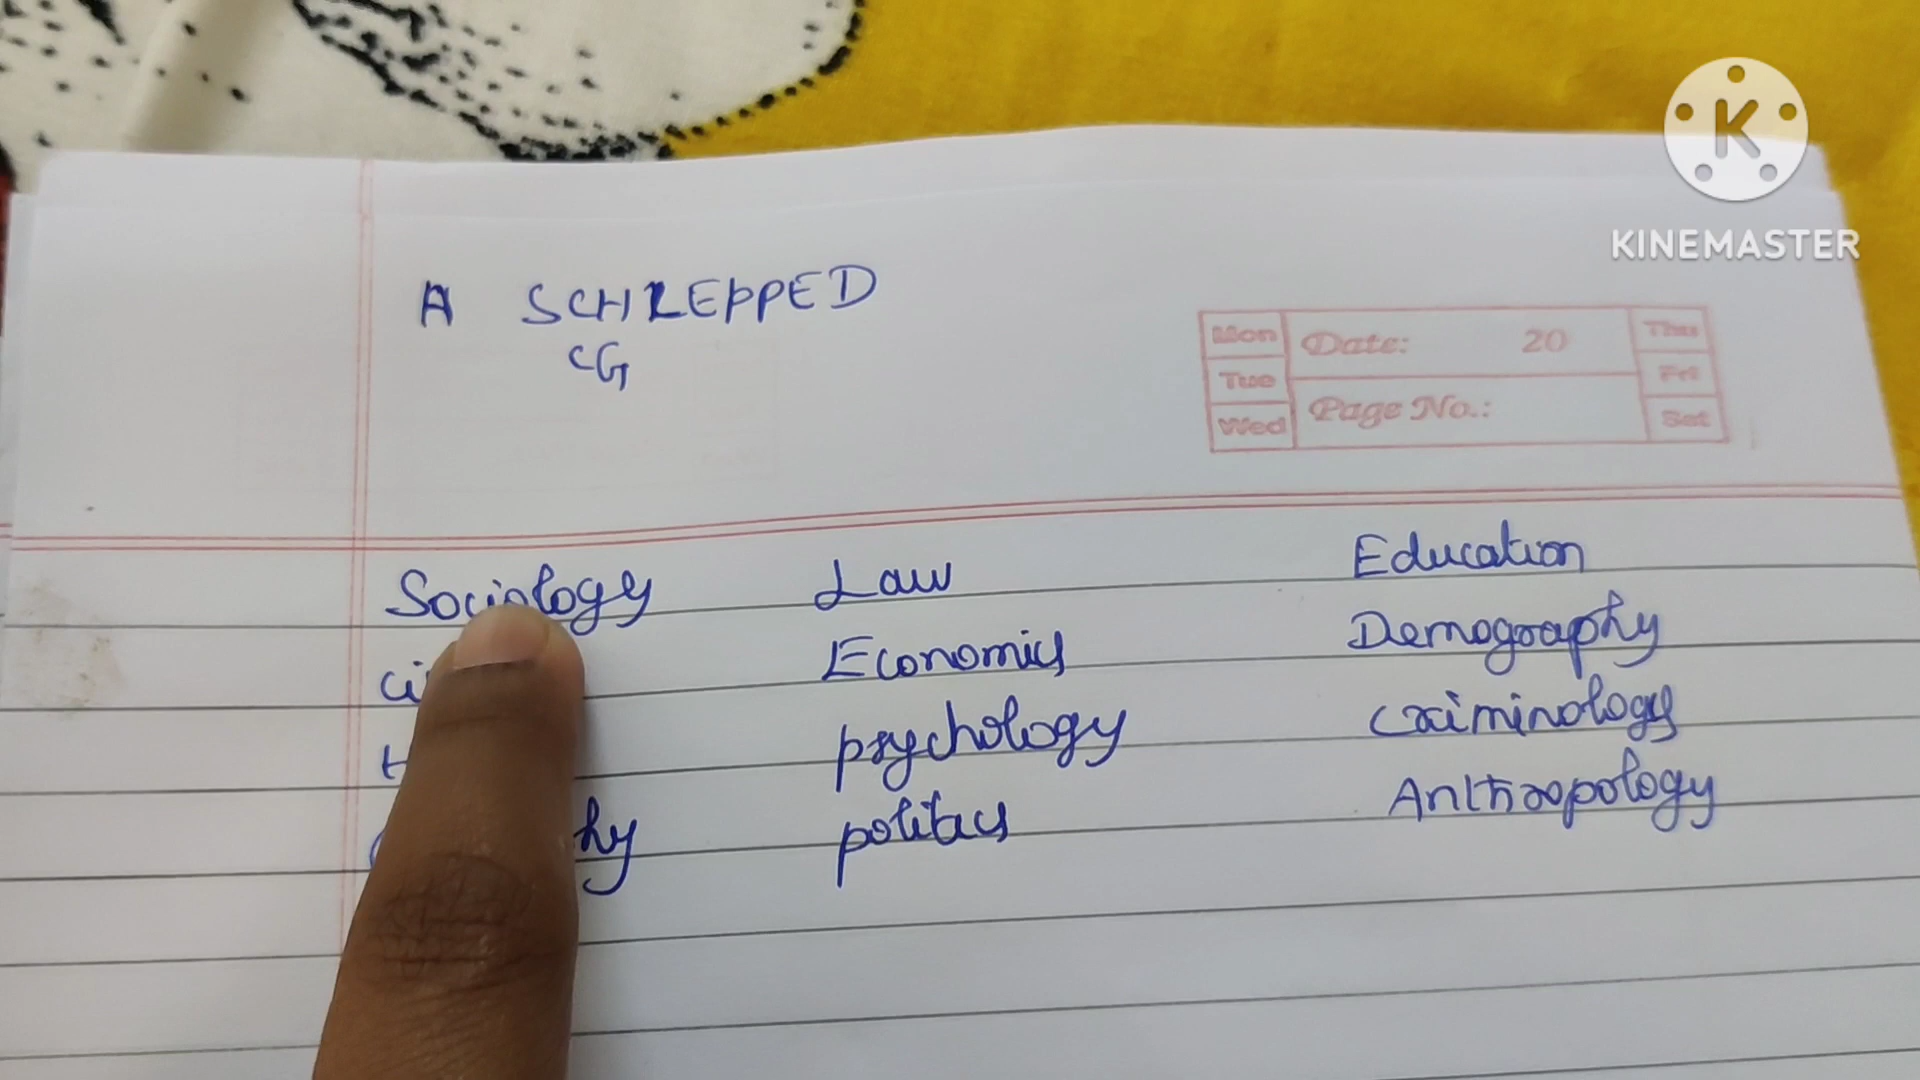 KINEMASTER
A SCHLEPPED
CG
Mon Date: 20 Thu
Tue Fri
Wed Page No.: Sat
Sociology Law Education
Economics Demography
psychology Criminology
politics Anthropology